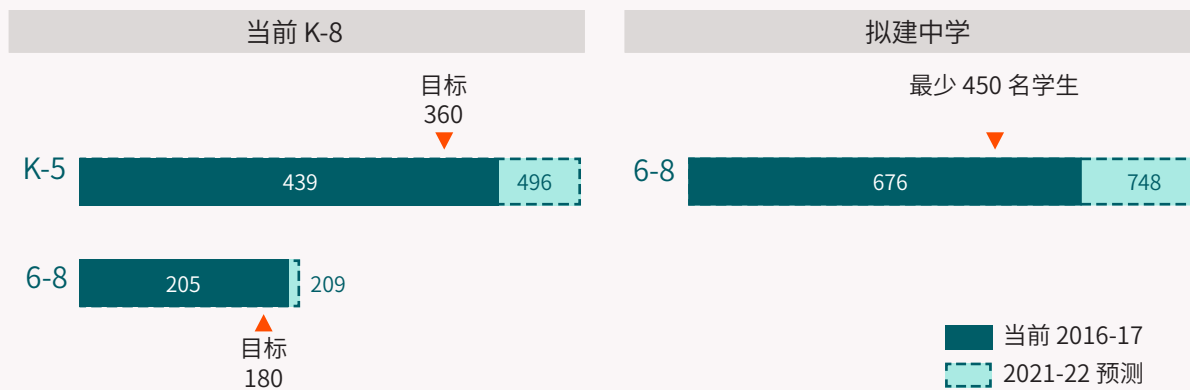 当前 K-8
目标
360
K-5
439
496
6-8
205
209
目标
180
拟建中学
最少 450 名学生
6-8
676
748
当前 2016-17
2021-22 预测